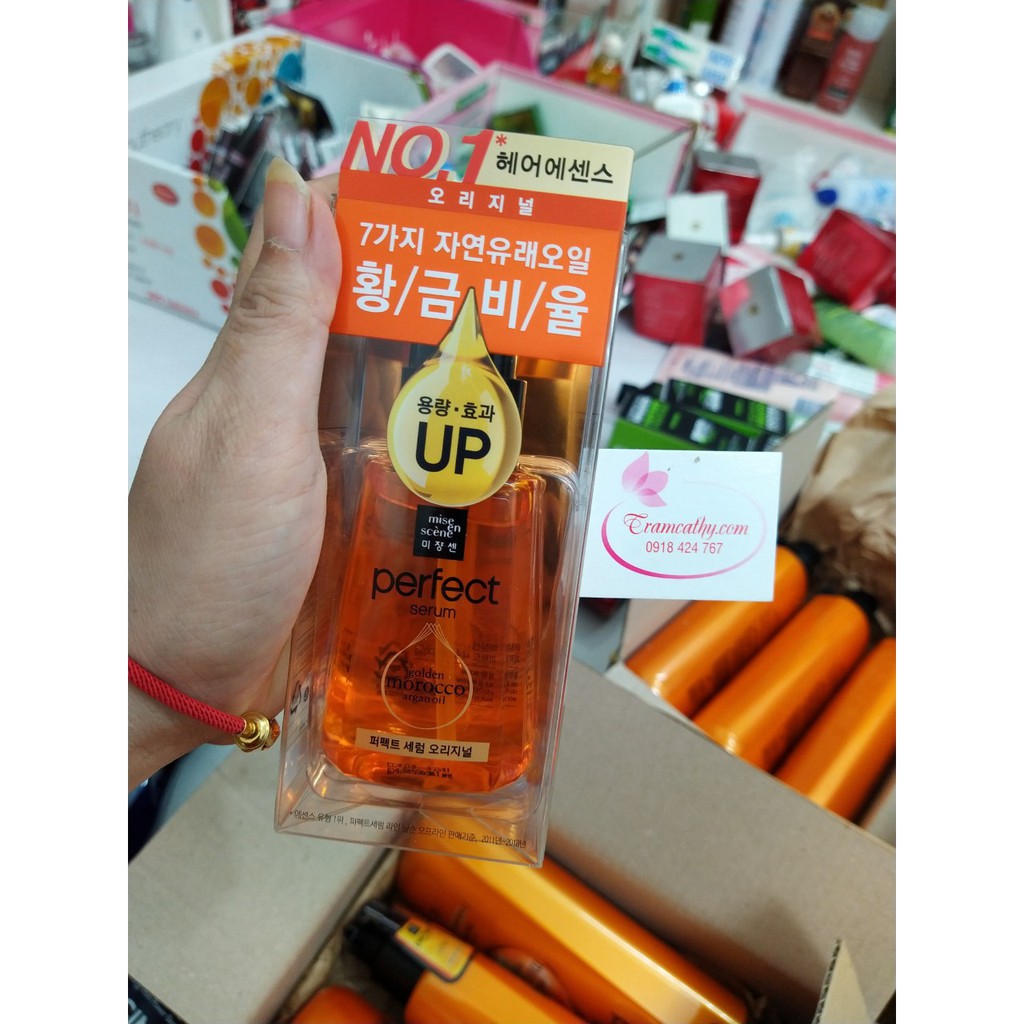 NO.1*
헤어에센스
오리지널
7가지 자연유래오일
황/금 비/율
용량·효과
UP
mise
en
scène
미쟝센
perfect
serum
golden
morocco
argan oil
퍼펙트 세럼 오리지널
Tramcathy.com
0918 424 767